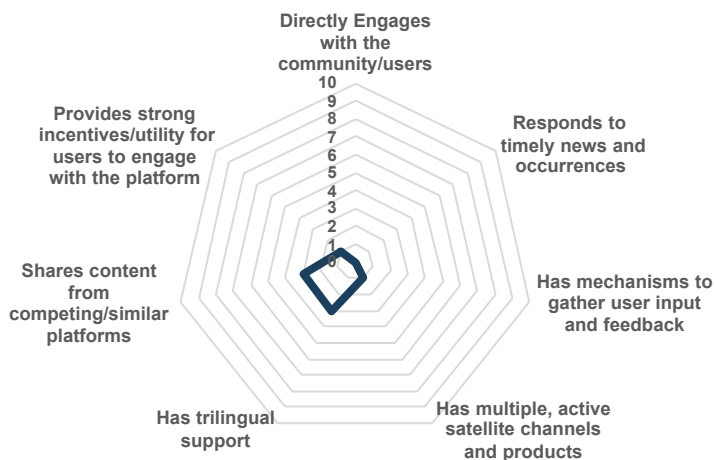 Directly Engages
with the
community/users
10
9
8
7
6
5
4
3
2
1
0
Responds to
timely news and
occurrences
Has mechanisms to
gather user input
and feedback
Has multiple, active
satellite channels
and products
Has trilingual
support
Shares content
from
competing/similar
platforms
Provides strong
incentives/utility for
users to engage
with the platform